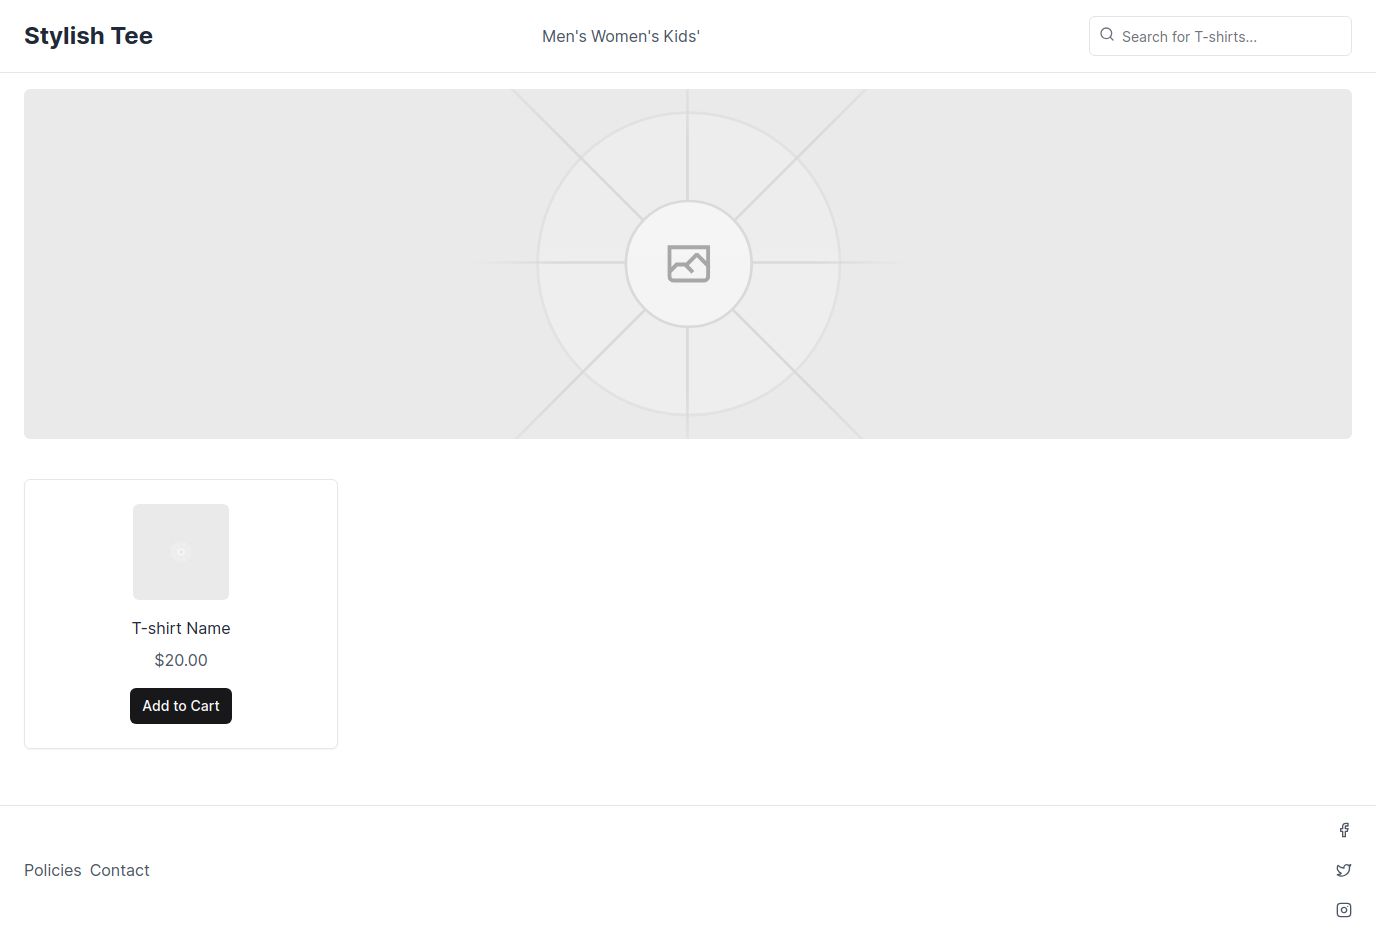 Stylish Tee
Men's Women's Kids'
Search for T-shirts...
T-shirt Name
$20.00
Add to Cart
Policies Contact